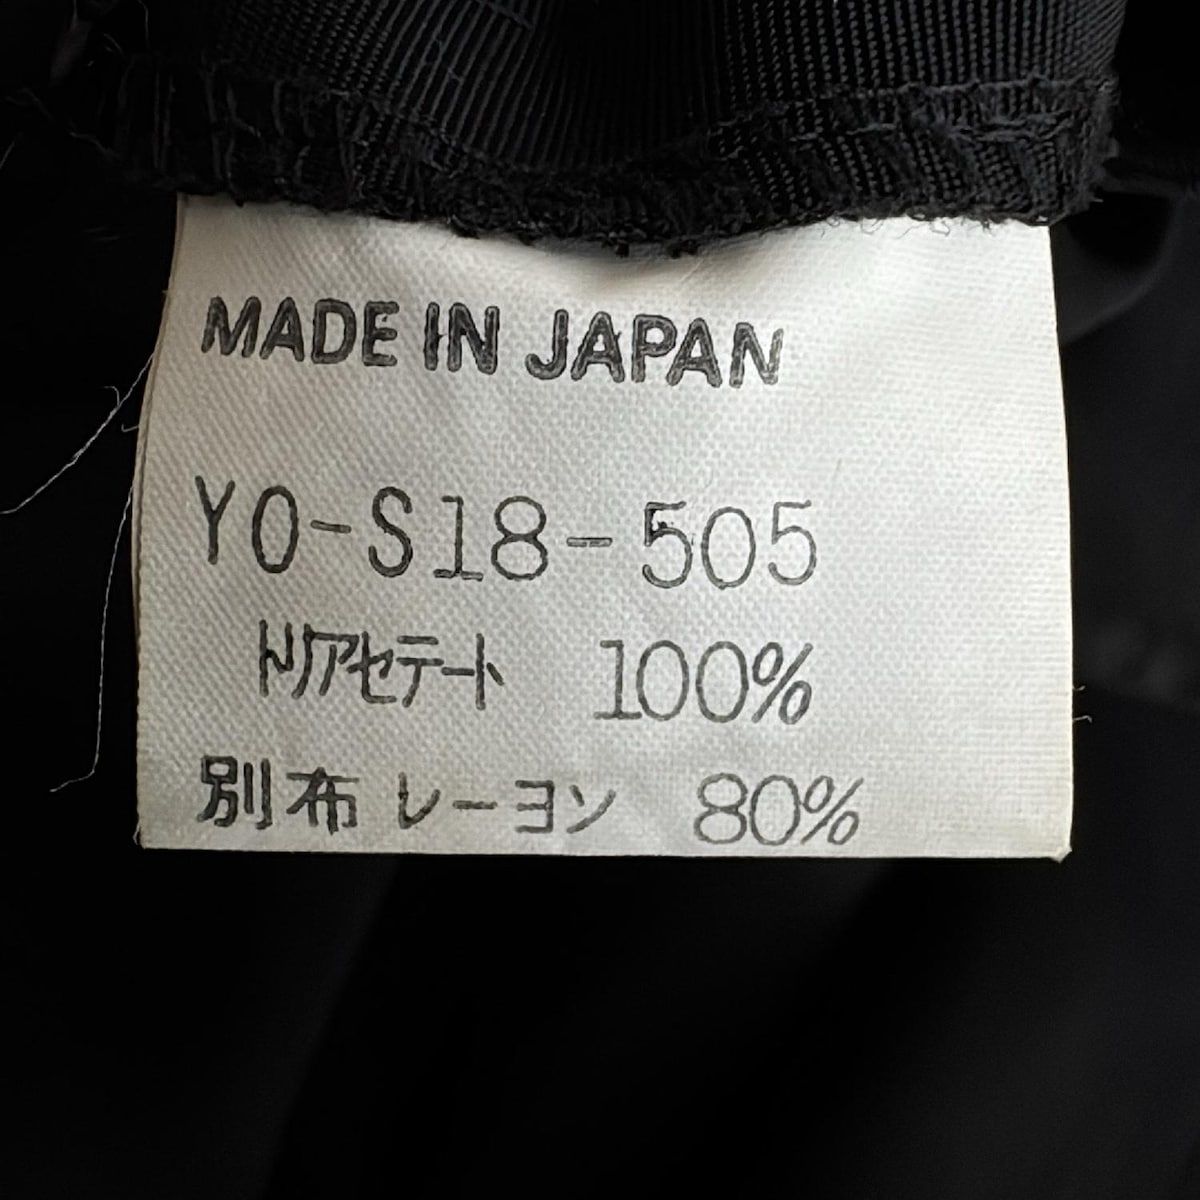 MADE IN JAPAN
YO-S18-505
トリアセテート 100%
別布 レーヨン 80%